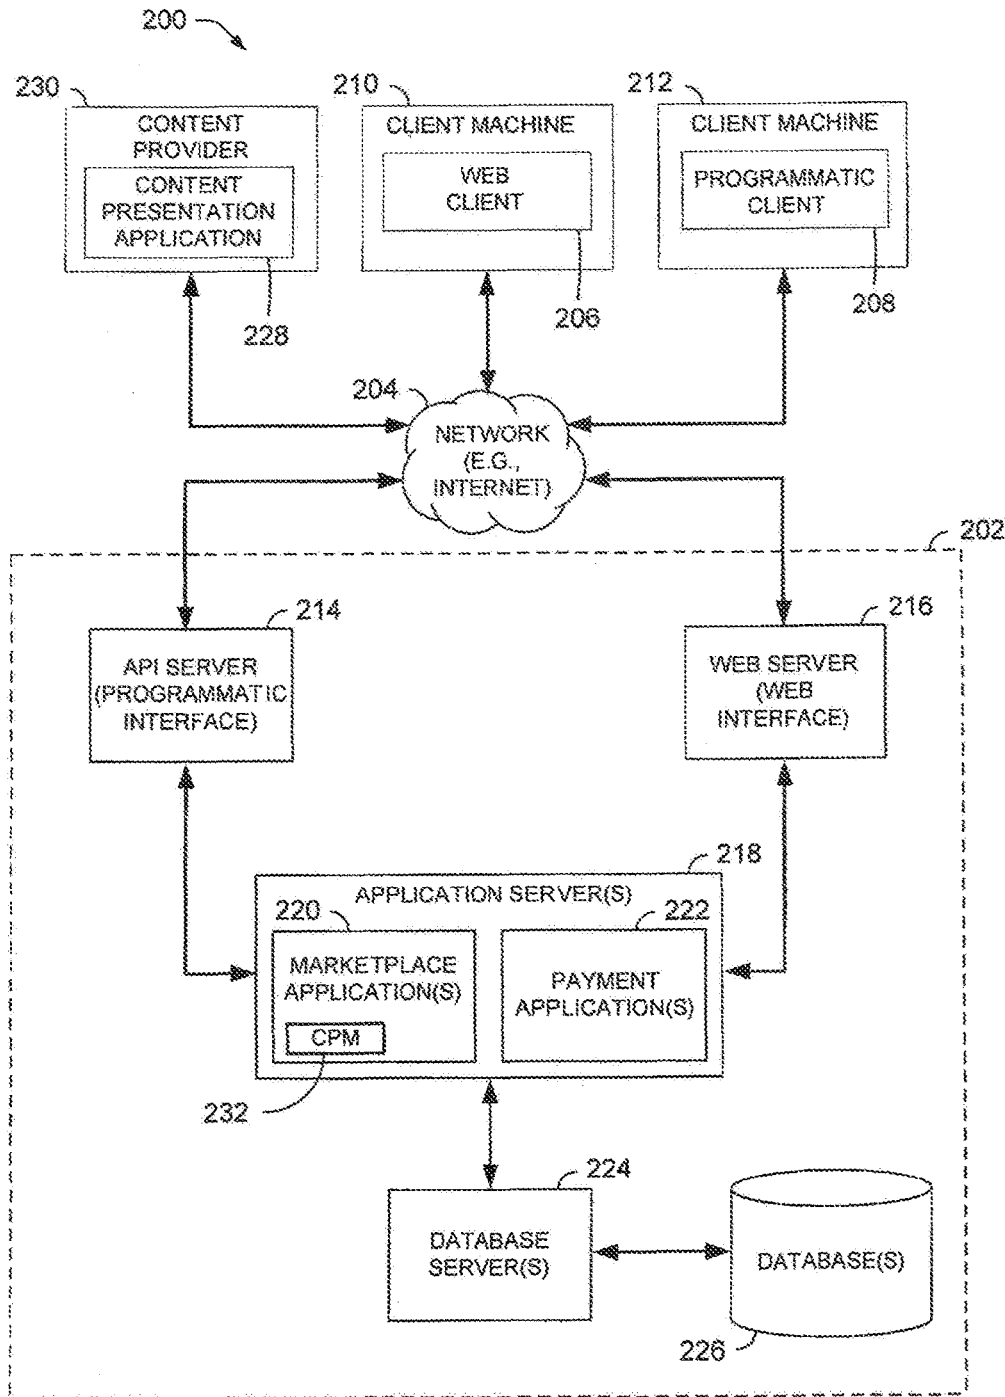 200
230
210
212
CONTENT
PROVIDER
CONTENT
PRESENTATION
APPLICATION
228
CLIENT MACHINE
WEB
CLIENT
206
CLIENT MACHINE
PROGRAMMATIC
CLIENT
208
204
NETWORK
(E.G.,
INTERNET)
202
214
API SERVER
(PROGRAMMATIC
INTERFACE)
216
WEB SERVER
(WEB
INTERFACE)
218
APPLICATION SERVER(S)
220
MARKETPLACE
APPLICATION(S)
CPM
232
222
PAYMENT
APPLICATION(S)
224
DATABASE
SERVER(S)
DATABASE(S)
226